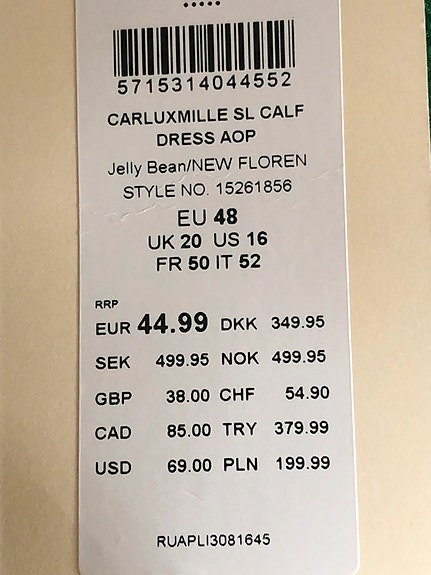 5715314044552
CARLUXMILLE SL CALF
DRESS AOP
Jelly Bean/NEW FLOREN
STYLE NO. 15261856
EU 48
UK 20 US 16
FR 50 IT 52
RRP
EUR 44.99 DKK 349.95
SEK 499.95 NOK 499.95
GBP 38.00 CHF 54.90
CAD 85.00 TRY 379.99
USD 69.00 PLN 199.99
RUAPLI3081645